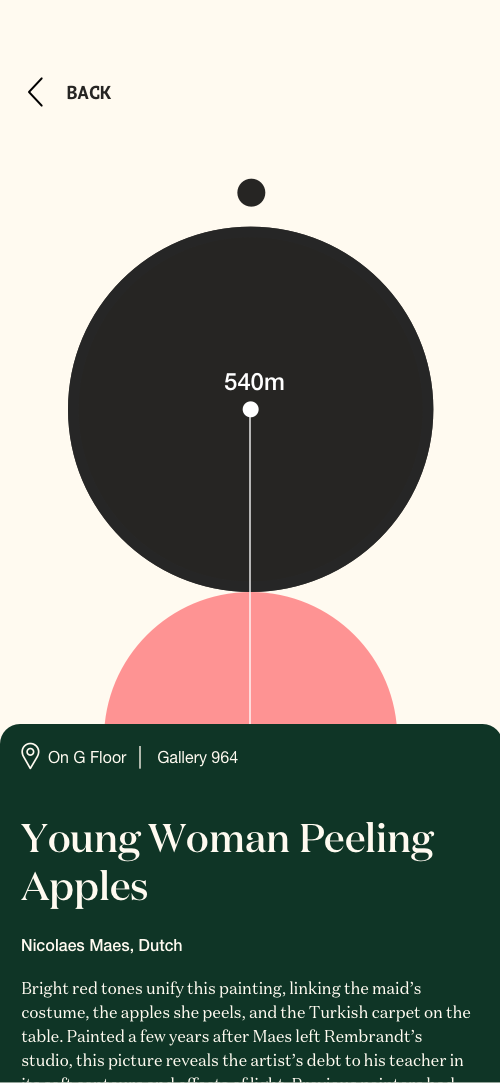 BACK
540m
On G Floor | Gallery 964
Young Woman Peeling
Apples
Nicolaes Maes, Dutch
Bright red tones unify this painting, linking the maid’s
costume, the apples she peels, and the Turkish carpet on the
table. Painted a few years after Maes left Rembrandt’s
studio, this picture reveals the artist’s debt to his teacher in